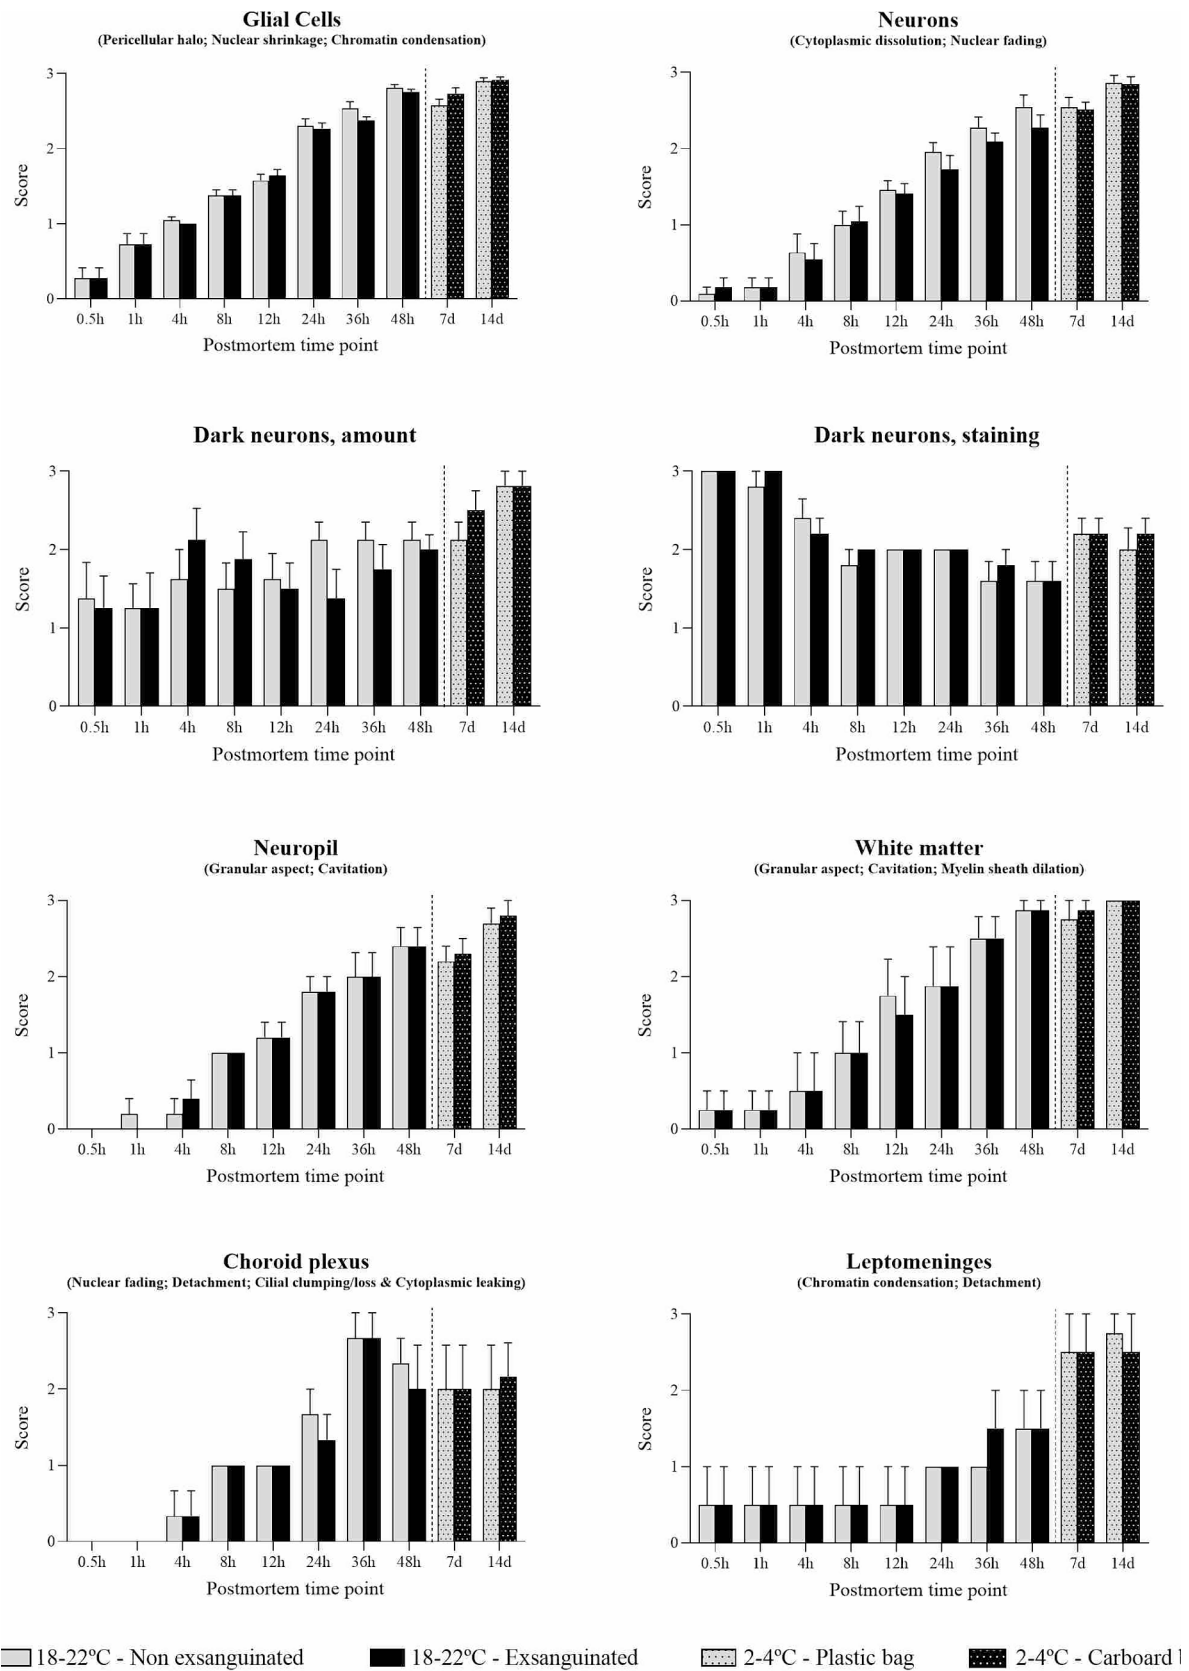 Glial Cells
(Pericellular halo; Nuclear shrinkage; Chromatin condensation)
3
2
1
0
Score
0.5h 1h 4h 8h 12h 24h 36h 48h 7d 14d
Postmortem time point
Neurons
(Cytoplasmic dissolution; Nuclear fading)
3
2
1
0
Score
0.5h 1h 4h 8h 12h 24h 36h 48h 7d 14d
Postmortem time point
Dark neurons, amount
3
2
1
0
Score
0.5h 1h 4h 8h 12h 24h 36h 48h 7d 14d
Postmortem time point
Dark neurons, staining
3
2
1
0
Score
0.5h 1h 4h 8h 12h 24h 36h 48h 7d 14d
Postmortem time point
Neuropil
(Granular aspect; Cavitation)
3
2
1
0
Score
0.5h 1h 4h 8h 12h 24h 36h 48h 7d 14d
Postmortem time point
White matter
(Granular aspect; Cavitation; Myelin sheath dilation)
3
2
1
0
Score
0.5h 1h 4h 8h 12h 24h 36h 48h 7d 14d
Postmortem time point
Choroid plexus
(Nuclear fading; Detachment; Cilial clumping/loss & Cytoplasmic leaking)
3
2
1
0
Score
0.5h 1h 4h 8h 12h 24h 36h 48h 7d 14d
Postmortem time point
Leptomeninges
(Chromatin condensation; Detachment)
3
2
1
0
Score
0.5h 1h 4h 8h 12h 24h 36h 48h 7d 14d
Postmortem time point
18-22ºC - Non exsanguinated 18-22ºC - Exsanguinated 2-4ºC - Plastic bag 2-4ºC - Carboard